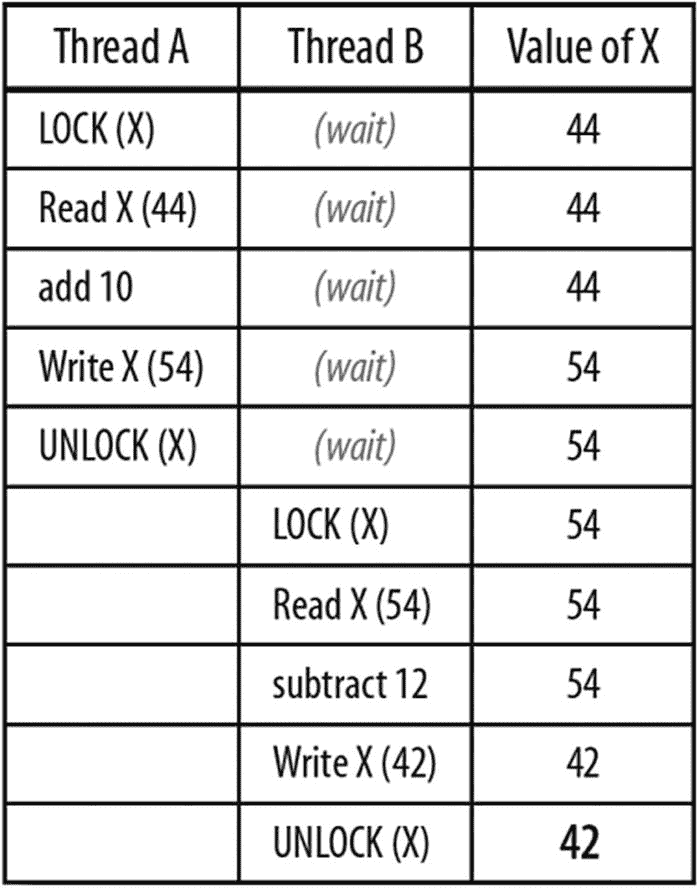 Thread A Thread B Value of X
LOCK (X) (wait) 44
Read X (44) (wait) 44
add 10 (wait) 44
Write X (54) (wait) 54
UNLOCK (X) (wait) 54
LOCK (X) 54
Read X (54) 54
subtract 12 54
Write X (42) 42
UNLOCK (X) 42